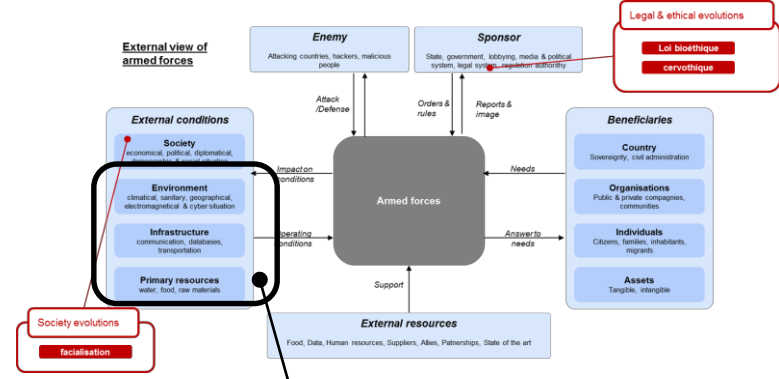 External view of
armed forces
Enemy
Attacking countries, hackers, malicious
people
Sponsor
State, government, lobbying, media & political
system, legal system, regulation authorithy
Legal & ethical evolutions
Loi bioéthique
cervothique
Attack
/Defense
Orders &
rules
Reports &
image
External conditions
Society
economical, political, diplomatical,
demographic & social situation
Environment
climatical, sanitary, geographical,
electromagnetical & cyber situation
Infrastructure
communication, databases,
transportation
Primary resources
water, food, raw materials
Impact on
conditions
Operating
conditions
Armed forces
Needs
Answer to
needs
Beneficiaries
Country
Sovereignty, civil administration
Organisations
Public & private compagnies,
communities
Individuals
Citizens, families, inhabitants,
migrants
Assets
Tangible, intangible
Support
External resources
Food, Data, Human resources, Suppliers, Allies, Patnerships, State of the art
Society evolutions
facialisation